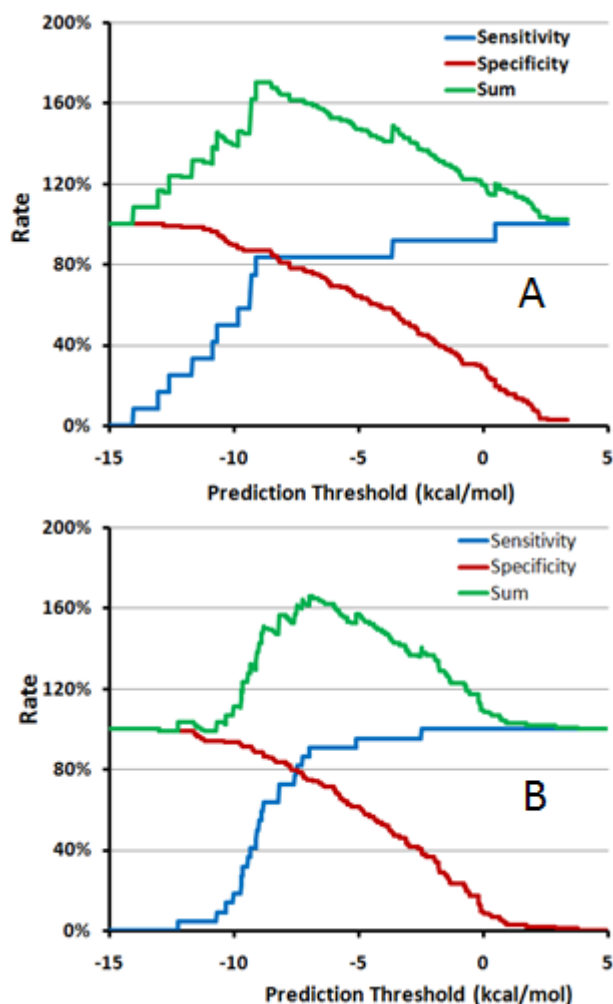 200%
Sensitivity
Specificity
Sum
160%
120%
Rate
80%
A
40%
0%
-15 -10 -5 0 5
Prediction Threshold (kcal/mol)
200%
Sensitivity
Specificity
Sum
160%
120%
Rate
80%
B
40%
0%
-15 -10 -5 0 5
Prediction Threshold (kcal/mol)